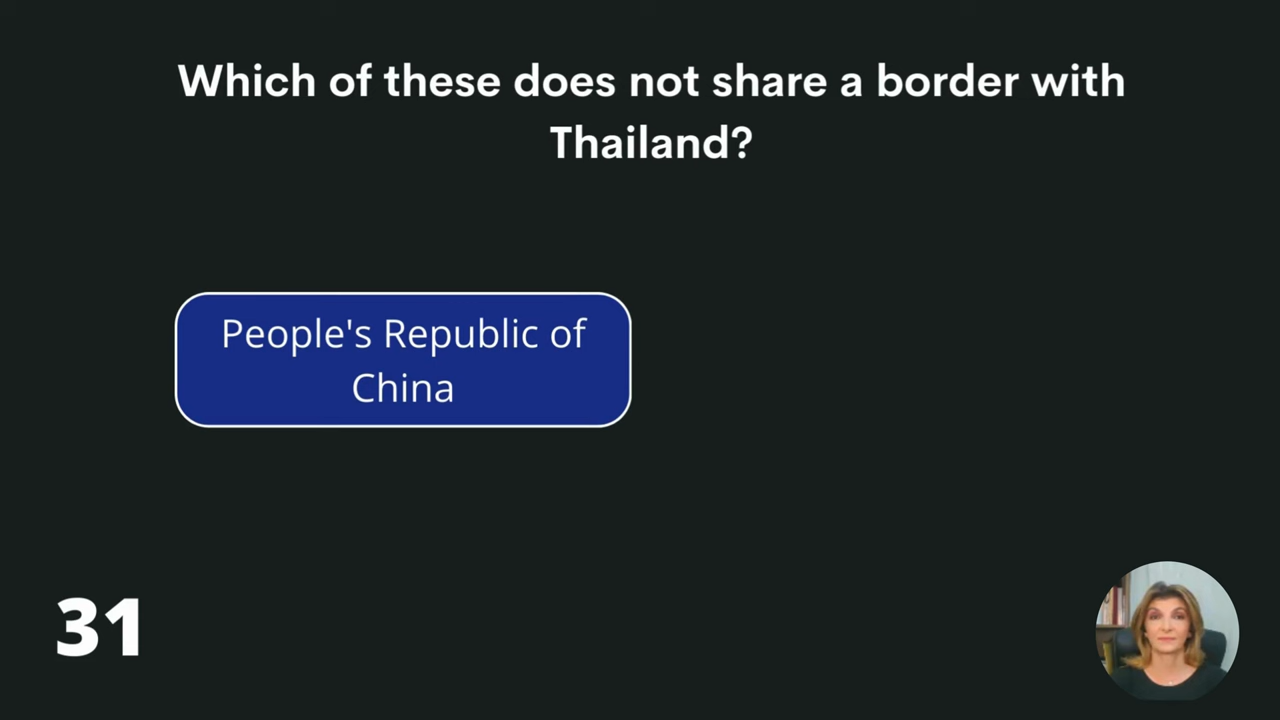 Which of these does not share a border with
Thailand?
People's Republic of
China
31